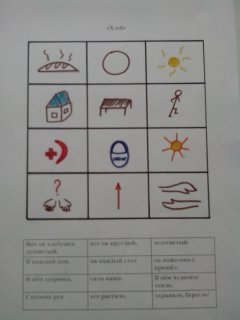 «Хлеб»
Вот он хлебушек душистый,
вот он круглый,
золотистый.
В каждый дом,
на каждый стол
он пожаловал, пришёл.
В нём здоровье,
сила наша,
В нём чудесное тепло,
Сколько рук
его растило,
охраняло, берегло!